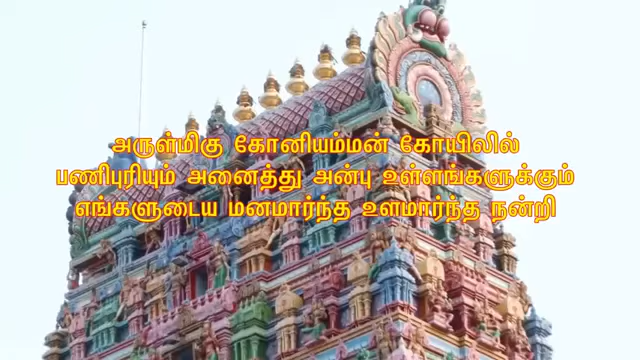 அருள்மிகு கோனியம்மன் கோயிலில்
பணிபுரியும் அனைத்து அன்பு உள்ளங்களுக்கும்
எங்களுடைய மனமார்ந்த உளமார்ந்த நன்றி